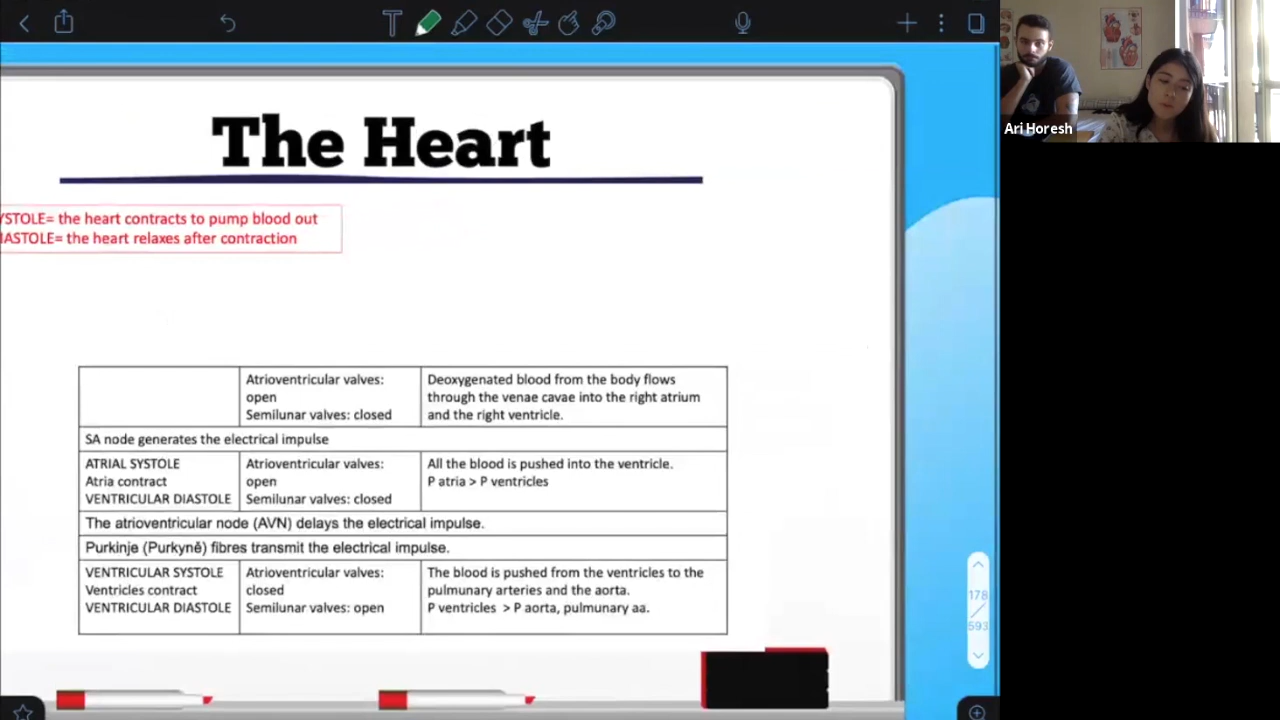 The Heart
YSTOLE= the heart contracts to pump blood out
IASTOLE= the heart relaxes after contraction
Atrioventricular valves:
open
Semilunar valves: closed
Deoxygenated blood from the body flows
through the venae cavae into the right atrium
and the right ventricle.
SA node generates the electrical impulse
ATRIAL SYSTOLE
Atria contract
VENTRICULAR DIASTOLE
Atrioventricular valves:
open
Semilunar valves: closed
All the blood is pushed into the ventricle.
P atria > P ventricles
The atrioventricular node (AVN) delays the electrical impulse.
Purkinje (Purkyně) fibres transmit the electrical impulse.
VENTRICULAR SYSTOLE
Ventricles contract
VENTRICULAR DIASTOLE
Atrioventricular valves:
closed
Semilunar valves: open
The blood is pushed from the ventricles to the
pulmunary arteries and the aorta.
P ventricles > P aorta, pulmunary aa.
178
593
Ari Horesh